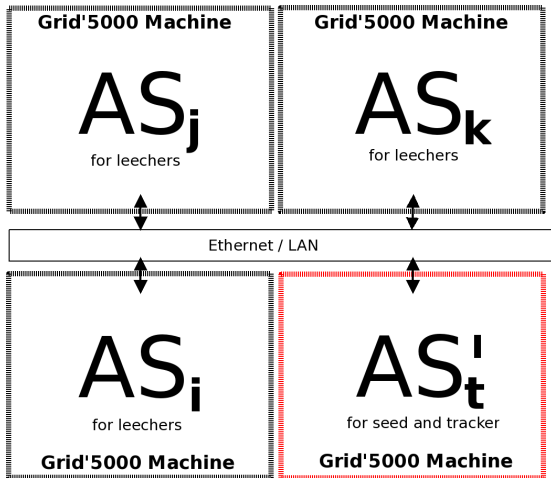 Grid'5000 Machine
ASj
for leechers
Grid'5000 Machine
ASk
for leechers
Ethernet / LAN
ASi
for leechers
Grid'5000 Machine
AS't
for seed and tracker
Grid'5000 Machine